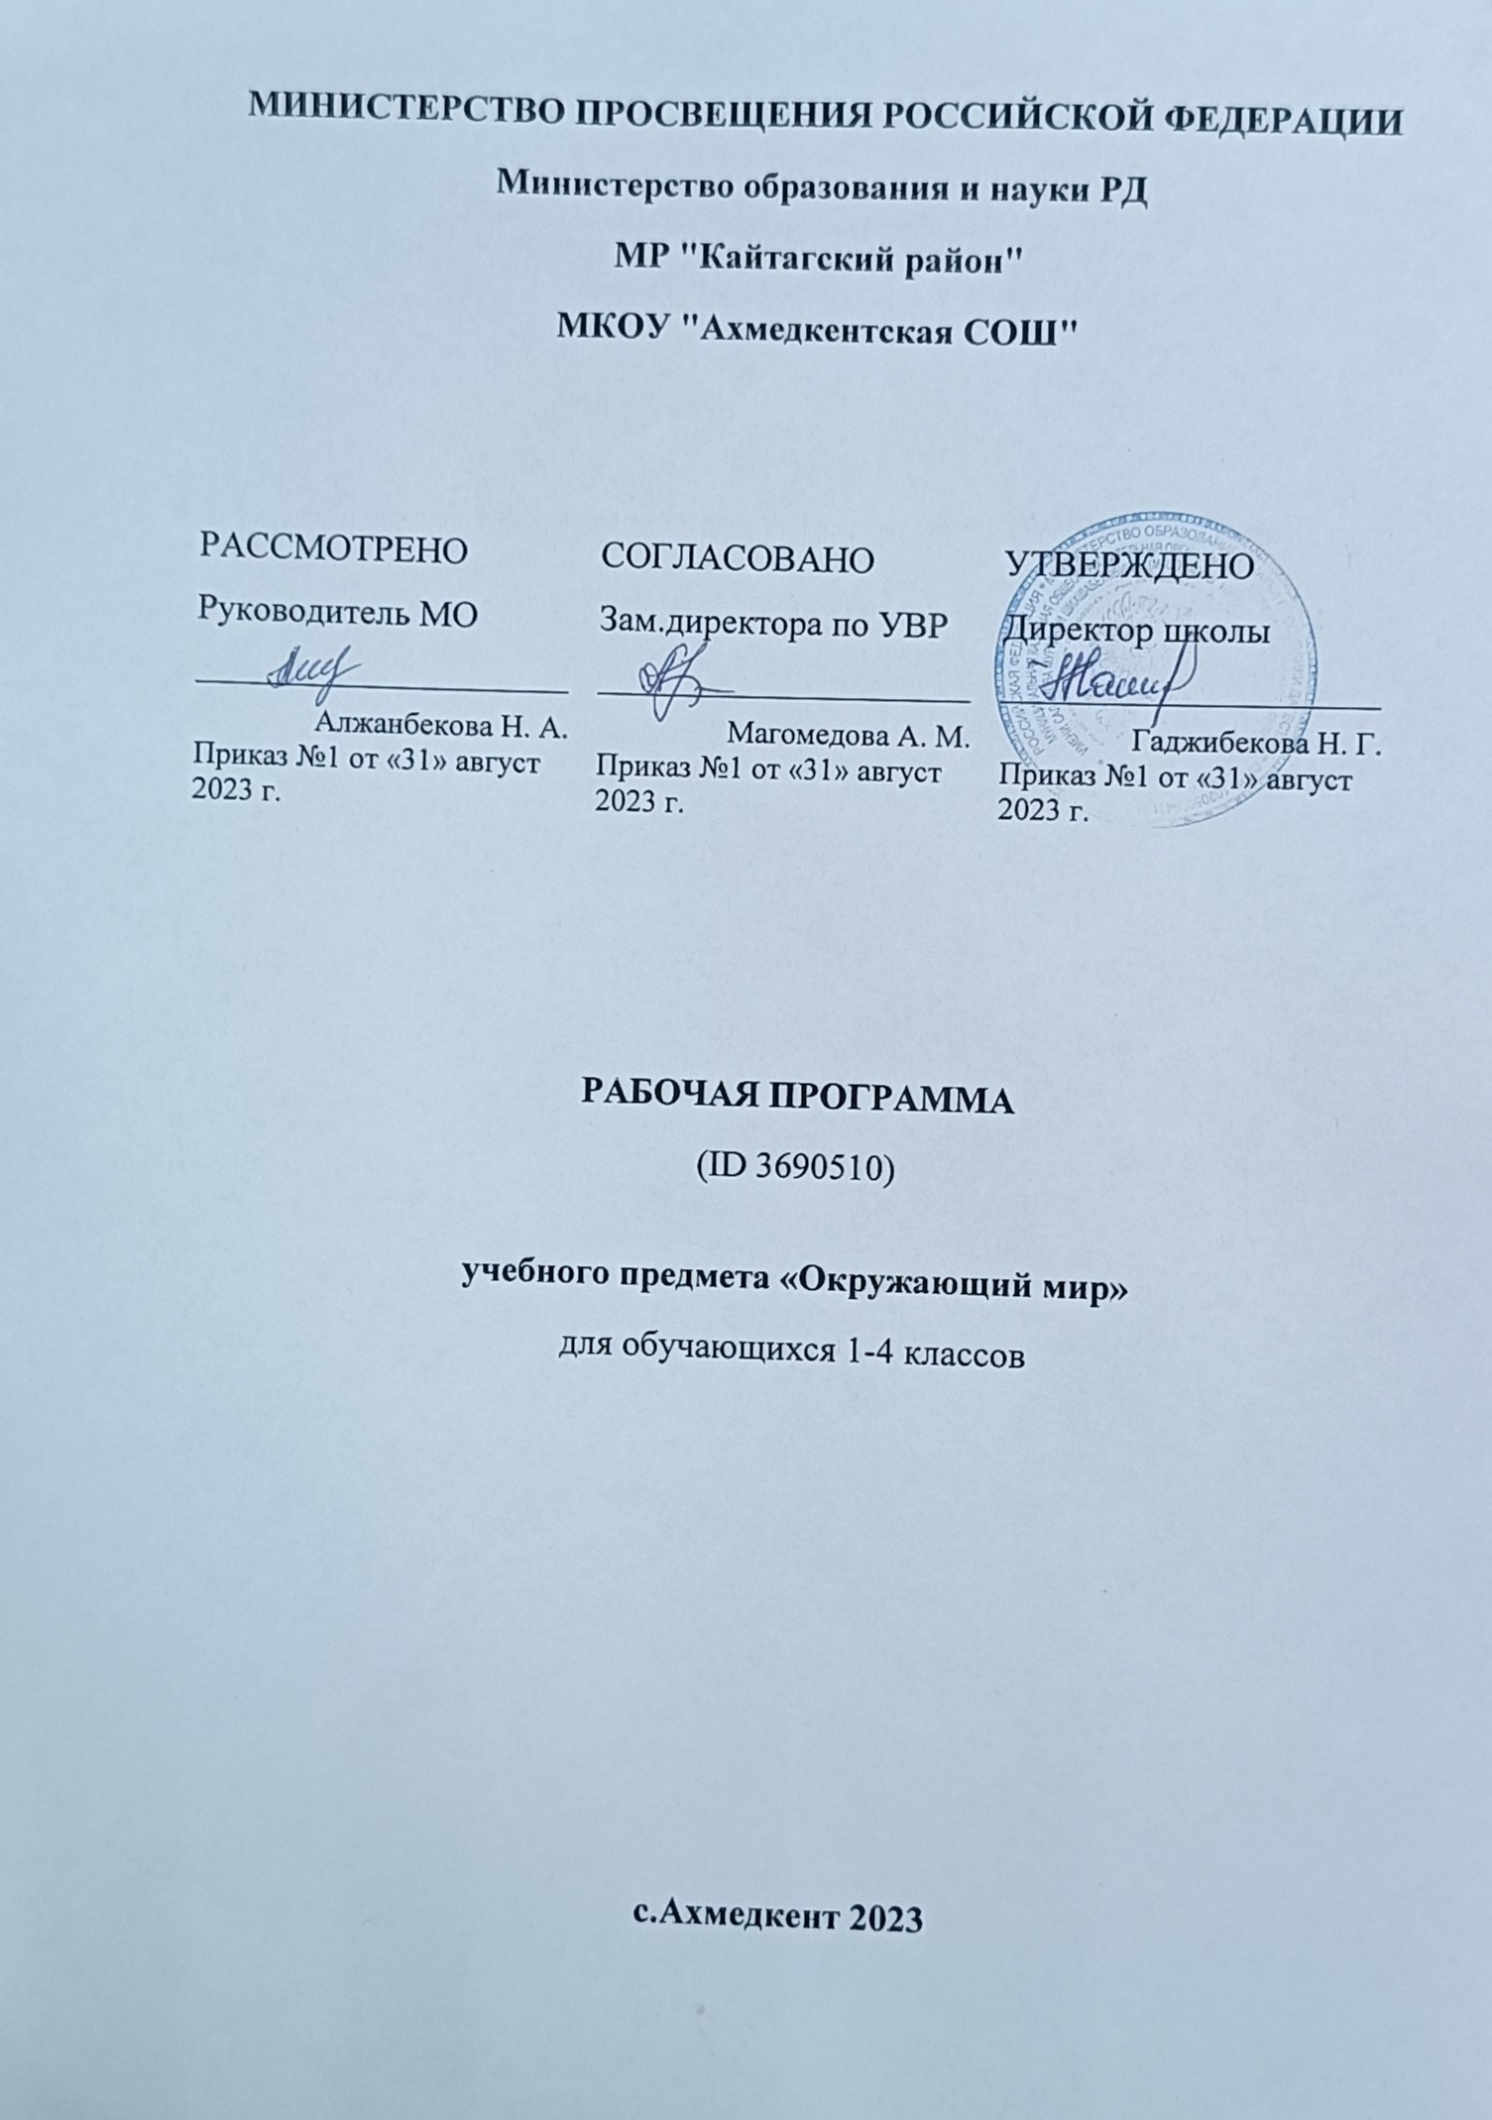 МИНИСТЕРСТВО ПРОСВЕЩЕНИЯ РОССИЙСКОЙ ФЕДЕРАЦИИ
Министерство образования и науки РД
МР "Кайтагский район"
МКОУ "Ахмедкентская СОШ"
РАССМОТРЕНО
Руководитель МО
Алжанбекова Н. А.
Приказ №1 от «31» август
2023 г.
СОГЛАСОВАНО
Зам.директора по УВР
Магомедова А. М.
Приказ №1 от «31» август
2023 г.
УТВЕРЖДЕНО
Директор школы
Гаджибекова Н. Г.
Приказ №1 от «31» август
2023 г.
РАБОЧАЯ ПРОГРАММА
(ID 3690510)
учебного предмета «Окружающий мир»
для обучающихся 1-4 классов
с.Ахмедкент 2023